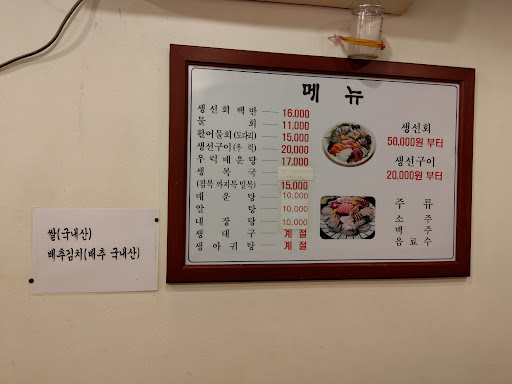 메 뉴
생선회 백반 16,000
물 회 11,000
활어물회(도다리) 15,000
생선구이(우 럭) 20,000
우럭 매운탕 17,000
생 복 국
(참복 까치복 밀복) 15,000
매 운 탕 10,000
알 탕 10,000
내 장 탕 10,000
생 대 구 계 절
생 아 귀 탕 계 절
생선회
50,000원 부터
생선구이
20,000원 부터
주 류
소 주
맥 주
음 료 수
쌀(국내산)
배추김치(배추 국내산)